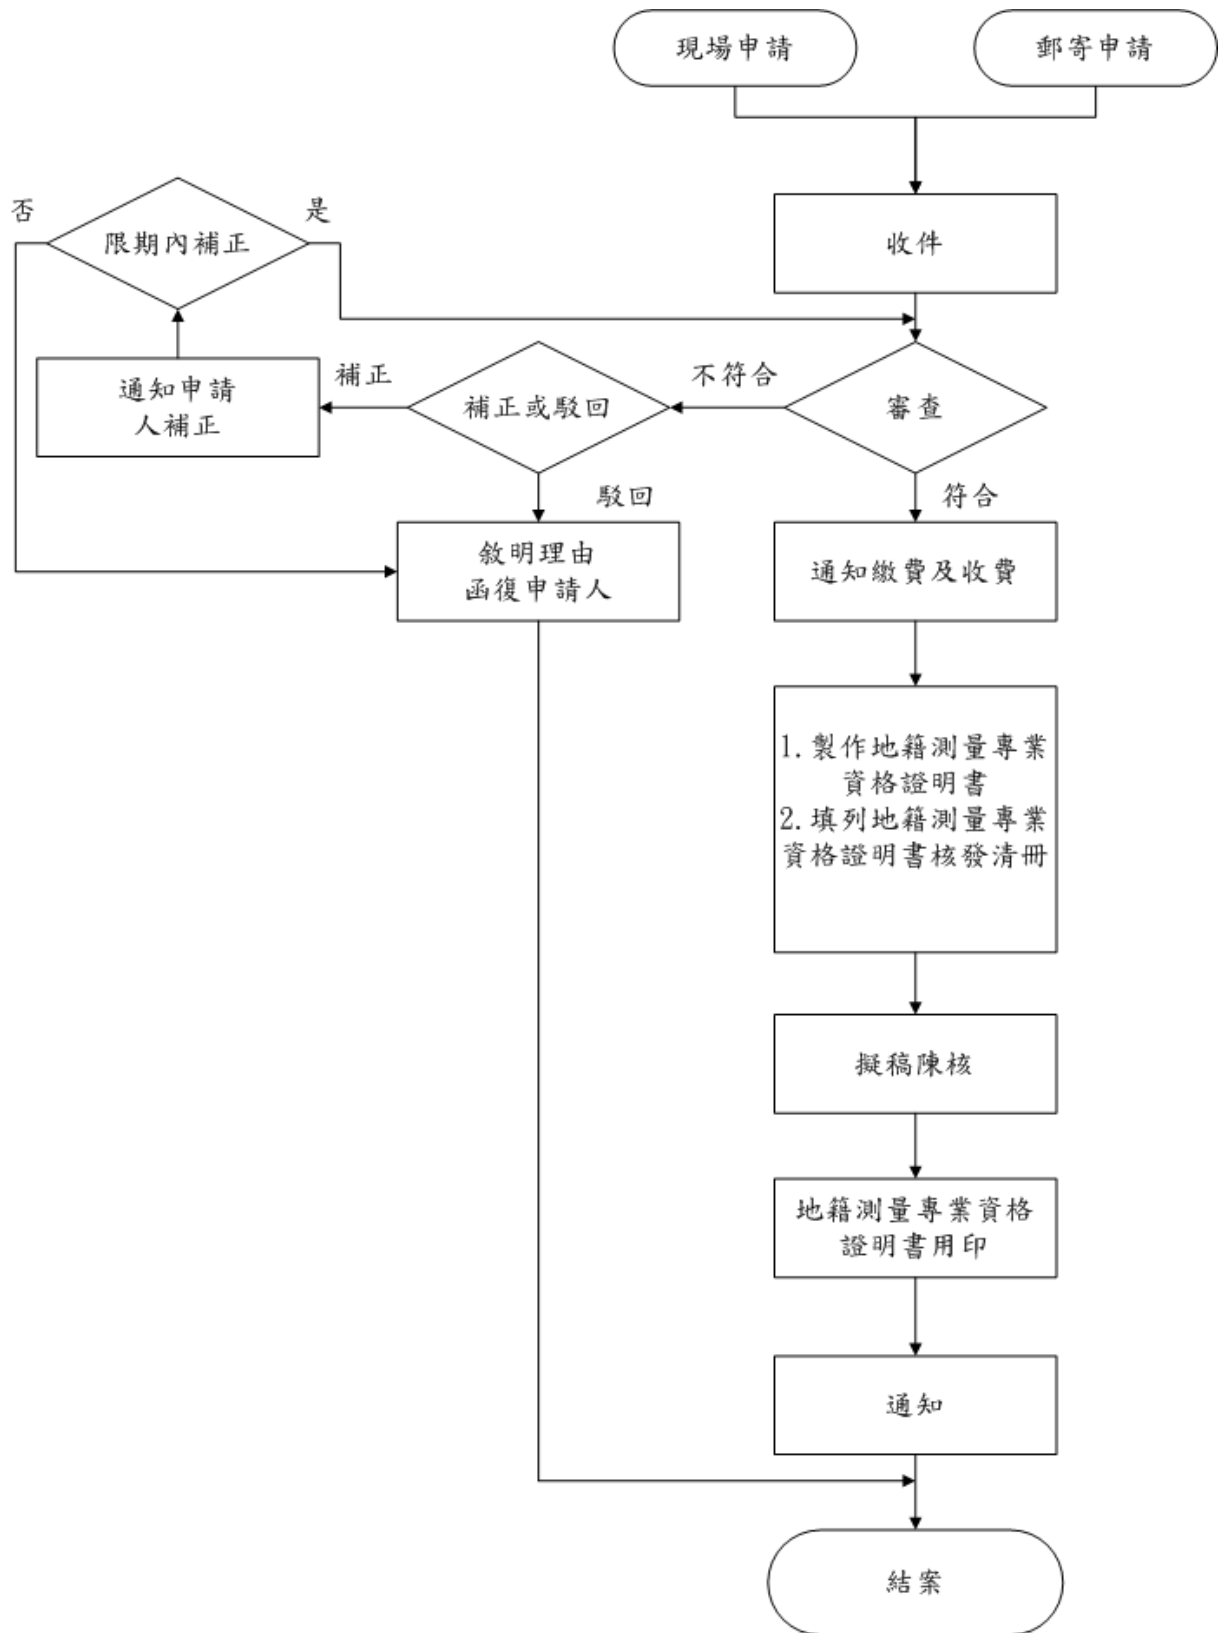 現場申請
郵寄申請
收件
否
是
限期內補正
通知申請
人補正
補正
補正或駁回
不符合
審查
駁回
符合
敘明理由
函復申請人
通知繳費及收費
1.製作地籍測量專業
資格證明書
2.填列地籍測量專業
資格證明書核發清冊
擬稿陳核
地籍測量專業資格
證明書用印
通知
結案